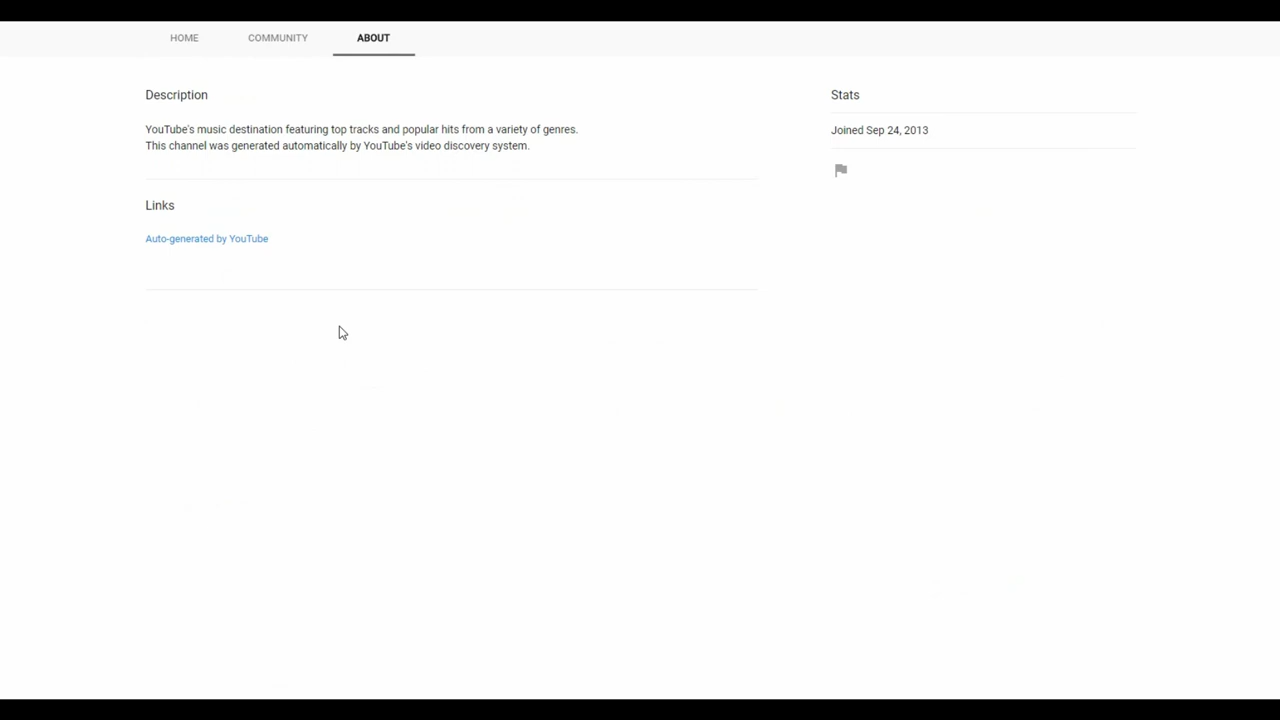 HOME COMMUNITY ABOUT
Description
YouTube's music destination featuring top tracks and popular hits from a variety of genres.
This channel was generated automatically by YouTube's video discovery system.
Links
Auto-generated by YouTube
Stats
Joined Sep 24, 2013